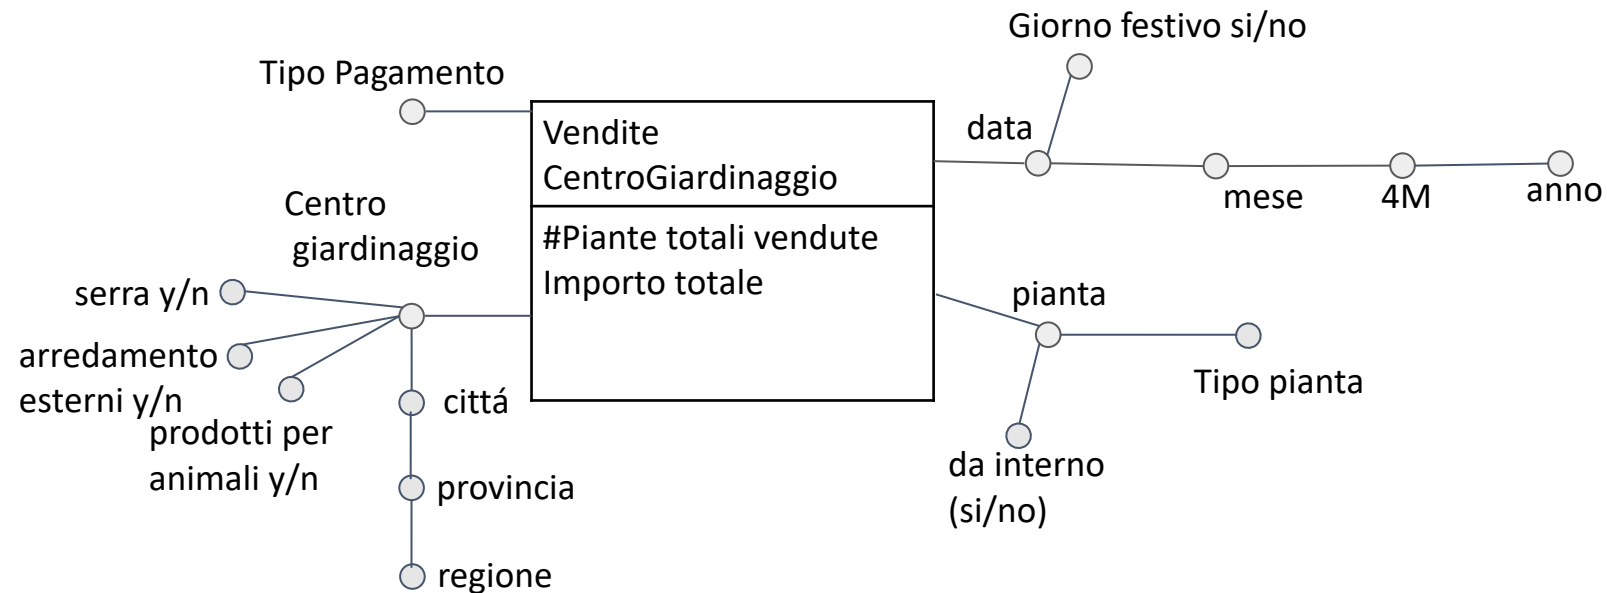 Giorno festivo si/no
Tipo Pagamento
Vendite
CentroGiardinaggio
data
mese
4M
anno
Centro
giardinaggio
#Piante totali vendute
Importo totale
serra y/n
pianta
arredamento
esterni y/n
Tipo pianta
cittá
prodotti per
animali y/n
da interno
(si/no)
provincia
regione